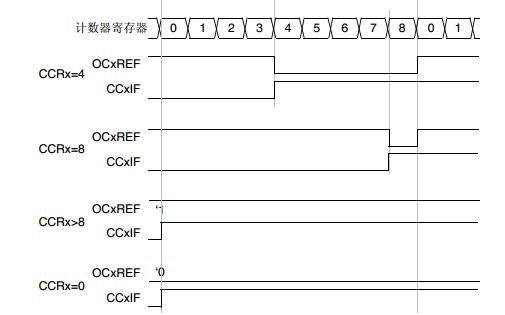 计数器寄存器 0 1 2 3 4 5 6 7 8 0 1
OCxREF
CCRx=4
CCxIF
OCxREF
CCRx=8
CCxIF
OCxREF '1
CCRx>8
CCxIF
OCxREF '0
CCRx=0
CCxIF